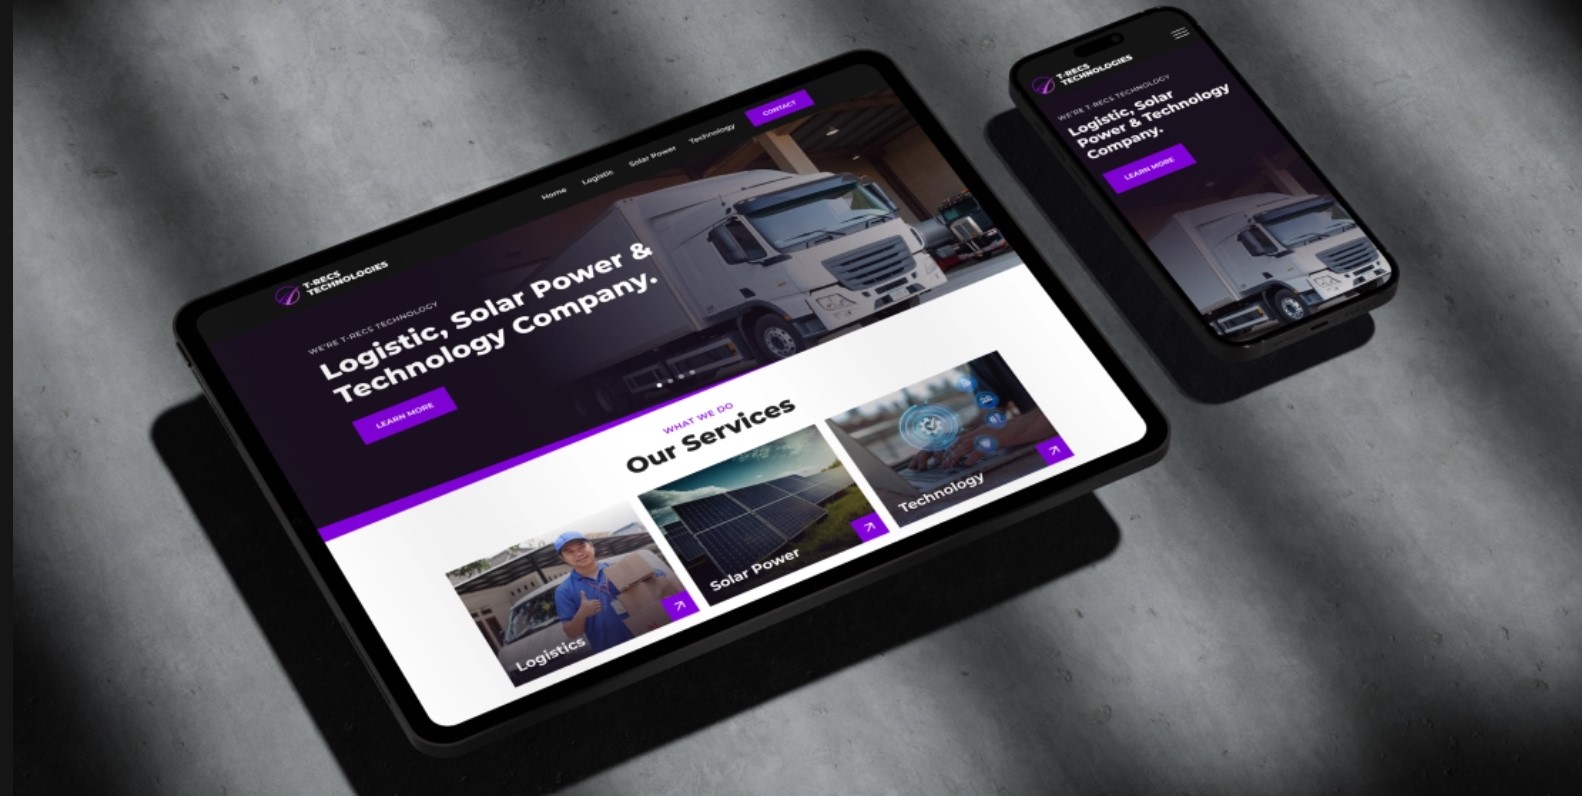 T-RECS
TECHNOLOGIES
Home
Logistic
Solar Power
Technology
CONTACT
WE'RE T-RECS TECHNOLOGY
Logistic, Solar Power &
Technology Company.
LEARN MORE
WHAT WE DO
Our Services
Logistics
Solar Power
Technology
T-RECS
TECHNOLOGIES
WE'RE T-RECS TECHNOLOGY
Logistic, Solar
Power & Technology
Company.
LEARN MORE